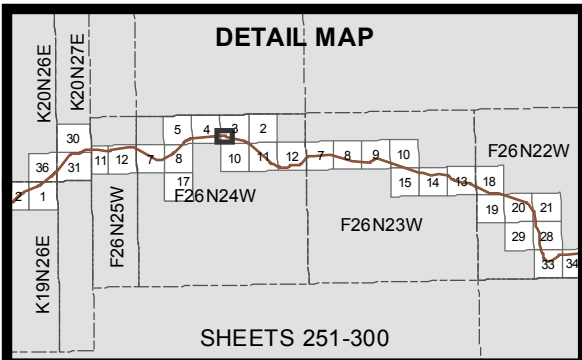 DETAIL MAP
K20N26E
K20N27E
5 4 3 2
30
36 31 11 12 7 8 10 11 12 7 8 9 10
F26N22W
2 1
17
F26N24W
15 14 13 18
19 20 21
F26N25W
F26N23W
29 28
K19N26E
33 34
SHEETS 251-300